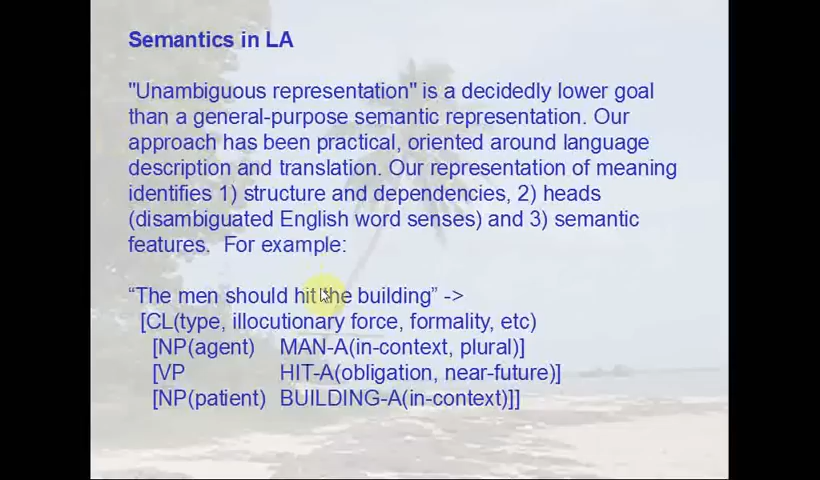 Semantics in LA
"Unambiguous representation" is a decidedly lower goal
than a general-purpose semantic representation. Our
approach has been practical, oriented around language
description and translation. Our representation of meaning
identifies 1) structure and dependencies, 2) heads
(disambiguated English word senses) and 3) semantic
features. For example:
“The men should hit the building” ->
[CL(type, illocutionary force, formality, etc)
[NP(agent) MAN-A(in-context, plural)]
[VP HIT-A(obligation, near-future)]
[NP(patient) BUILDING-A(in-context)]]